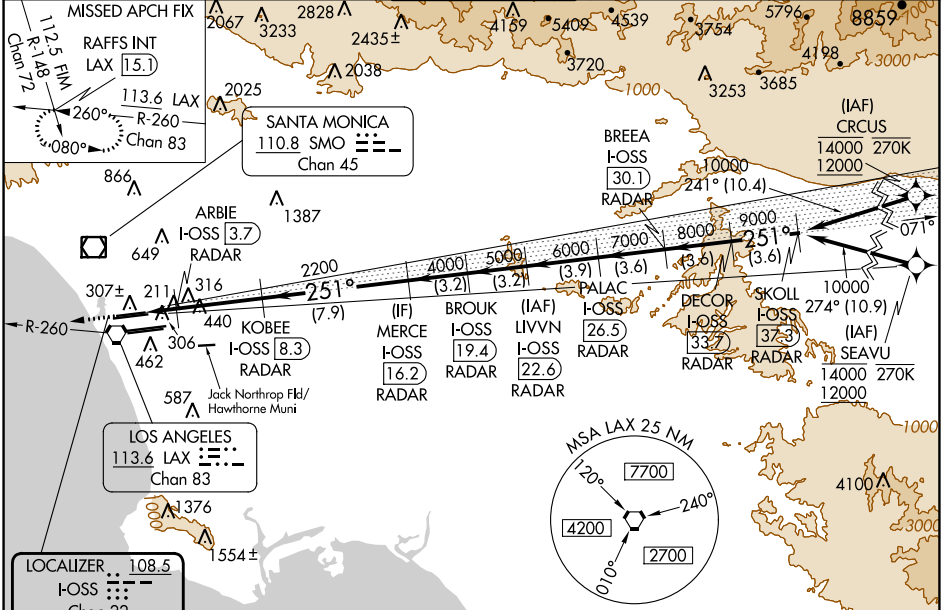 MISSED APCH FIX
112.5 FIM
R-148
Chan 72
RAFFS INT
LAX 15.1
113.6 LAX
R-260
Chan 83
260°
080°
2067
3233
2828
2435±
4159
5409
4539
3754
5796
8859
4198
3720
2038
3253
3685
3000
2025
1000
SANTA MONICA
110.8 SMO
Chan 45
866
1387
649
BREEA
I-OSS
30.1
RADAR
(IAF)
CRCUS
14000 270K
12000
10000
241° (10.4)
071°
ARBIE
I-OSS 3.7
RADAR
2200
251°
(7.9)
4000
(3.2)
5000
(3.2)
6000
(3.9)
7000
(3.6)
8000
(3.6)
9000
251°
(3.6)
10000
274° (10.9)
307±
211
316
440
306
462
R-260
KOBEE
I-OSS 8.3
RADAR
(IF)
MERCE
I-OSS
16.2
RADAR
BROUK
I-OSS
19.4
RADAR
(IAF)
LIVVN
I-OSS
22.6
RADAR
PALAC
I-OSS
26.5
RADAR
DECOR
I-OSS
33.7
RADAR
SKOLL
I-OSS
37.3
RADAR
(IAF)
SEAVU
14000 270K
12000
Jack Northrop Fld/
Hawthorne Muni
587
LOS ANGELES
113.6 LAX
Chan 83
1376
1554±
MSA LAX 25 NM
120°
7700
240°
4200
2700
010°
1000
4100
3000
LOCALIZER 108.5
I-OSS
Chan 22